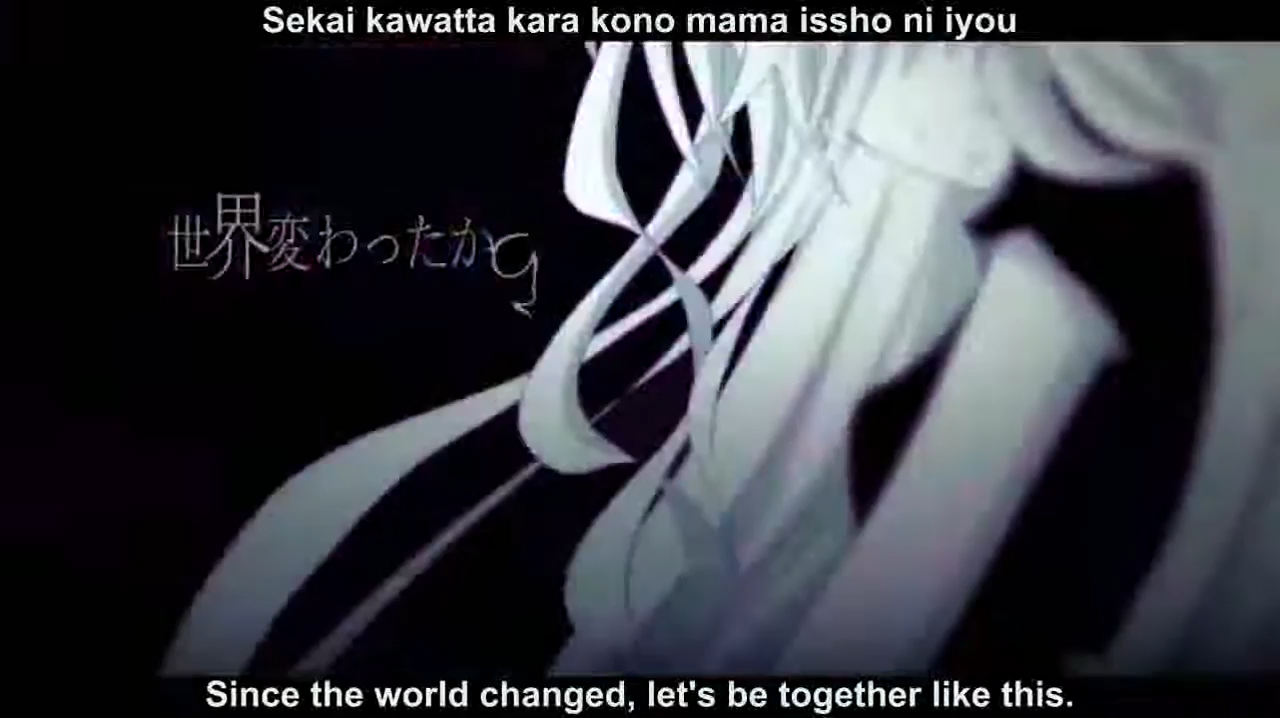 Sekai kawatta kara kono mama issho ni iyou
世界変わったから
Since the world changed, let's be together like this.